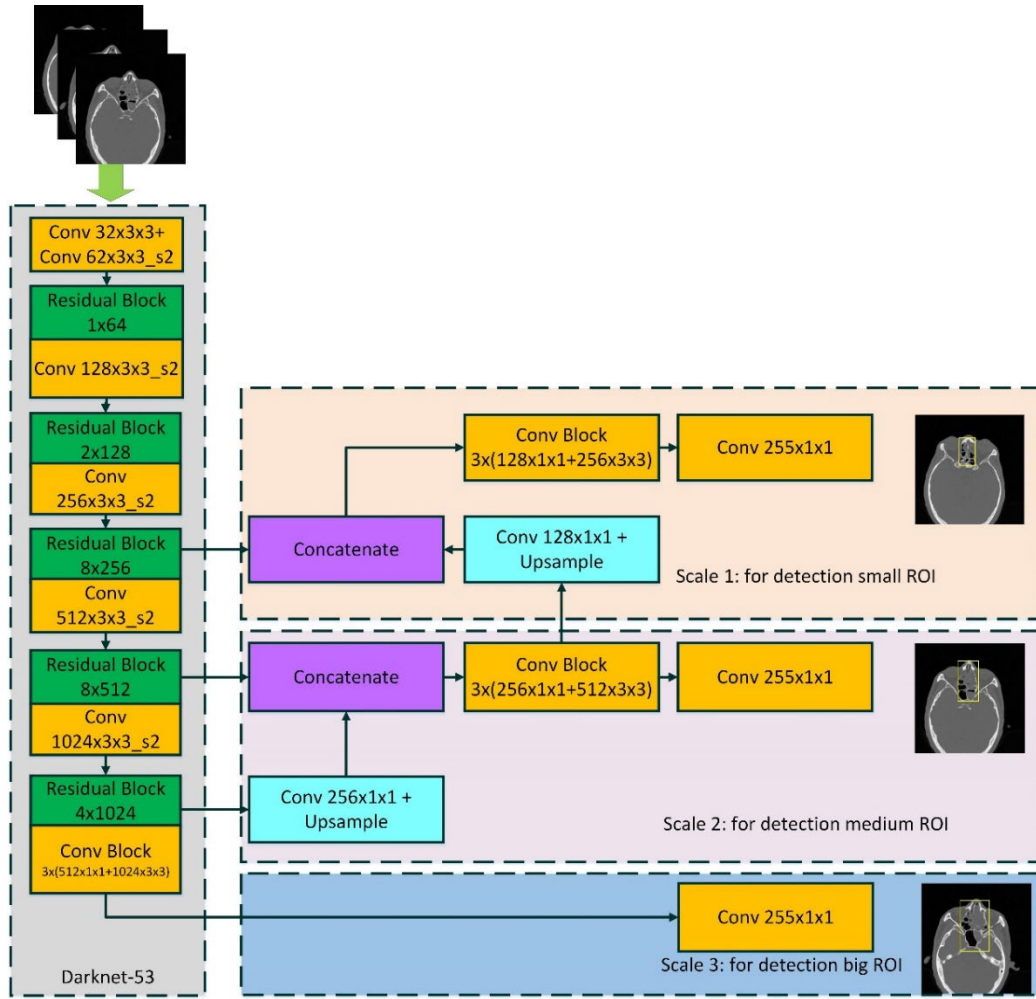 Conv 32x3x3+
Conv 62x3x3_s2
Residual Block
1x64
Conv 128x3x3_s2
Residual Block
2x128
Conv
256x3x3_s2
Residual Block
8x256
Conv
512x3x3_s2
Residual Block
8x512
Conv
1024x3x3_s2
Residual Block
4x1024
Conv Block
3x(512x1x1+1024x3x3)
Darknet-53
Conv Block
3x(128x1x1+256x3x3)
Conv 255x1x1
Concatenate
Conv 128x1x1 +
Upsample
Scale 1: for detection small ROI
Concatenate
Conv Block
3x(256x1x1+512x3x3)
Conv 255x1x1
Conv 256x1x1 +
Upsample
Scale 2: for detection medium ROI
Conv 255x1x1
Scale 3: for detection big ROI